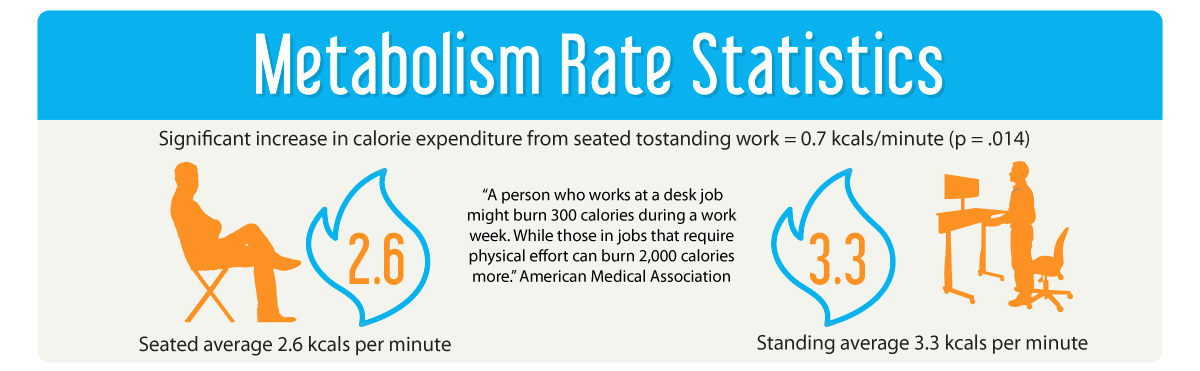 Metabolism Rate Statistics
Significant increase in calorie expenditure from seated tostanding work = 0.7 kcals/minute (p = .014)
2.6
“A person who works at a desk job
might burn 300 calories during a work
week. While those in jobs that require
physical effort can burn 2,000 calories
more.” American Medical Association
3.3
Seated average 2.6 kcals per minute
Standing average 3.3 kcals per minute